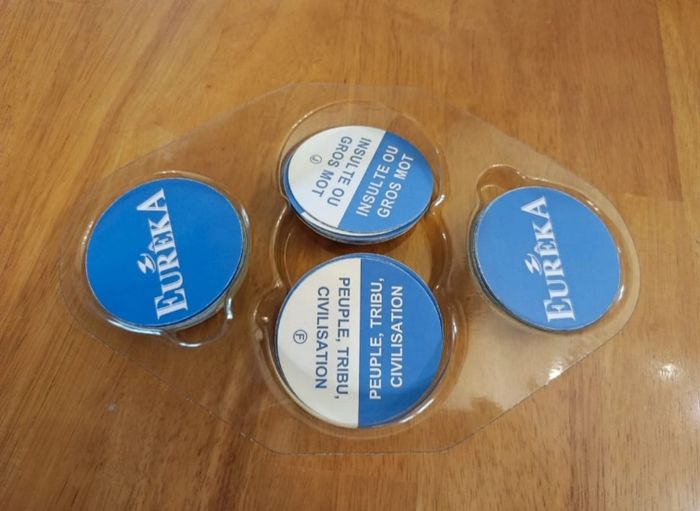 EURÊKA
INSULTE OU
GROS MOT
INSULTE OU
GROS MOT
EURÊKA
PEUPLE, TRIBU,
CIVILISATION
F
PEUPLE, TRIBU,
CIVILISATION